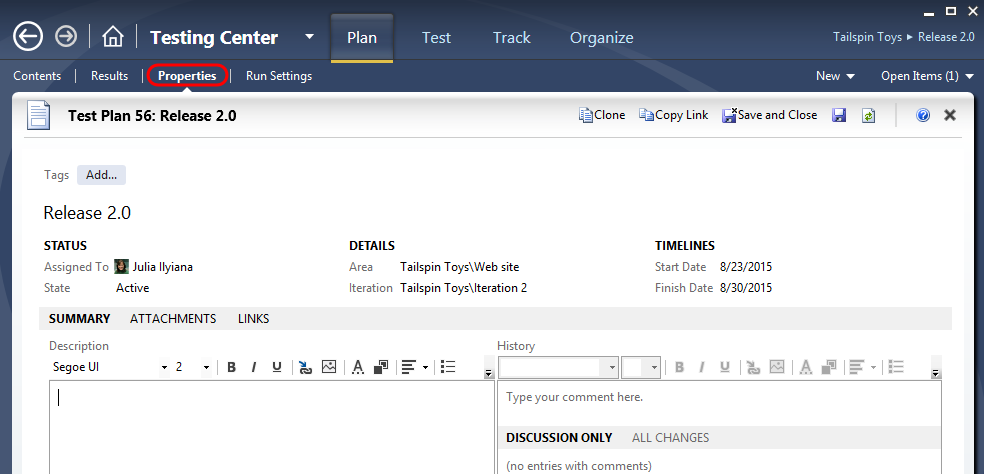 Testing Center Plan Test Track Organize Tailspin Toys ▸ Release 2.0
Contents Results Properties Run Settings New Open Items (1)
Test Plan 56: Release 2.0 Clone Copy Link Save and Close
Tags Add...
Release 2.0
STATUS DETAILS TIMELINES
Assigned To Julia Ilyiana Area Tailspin Toys\Web site Start Date 8/23/2015
State Active Iteration Tailspin Toys\Iteration 2 Finish Date 8/30/2015
SUMMARY ATTACHMENTS LINKS
Description History
Segoe UI 2 B I U A B I U A
Type your comment here.
DISCUSSION ONLY ALL CHANGES
(no entries with comments)